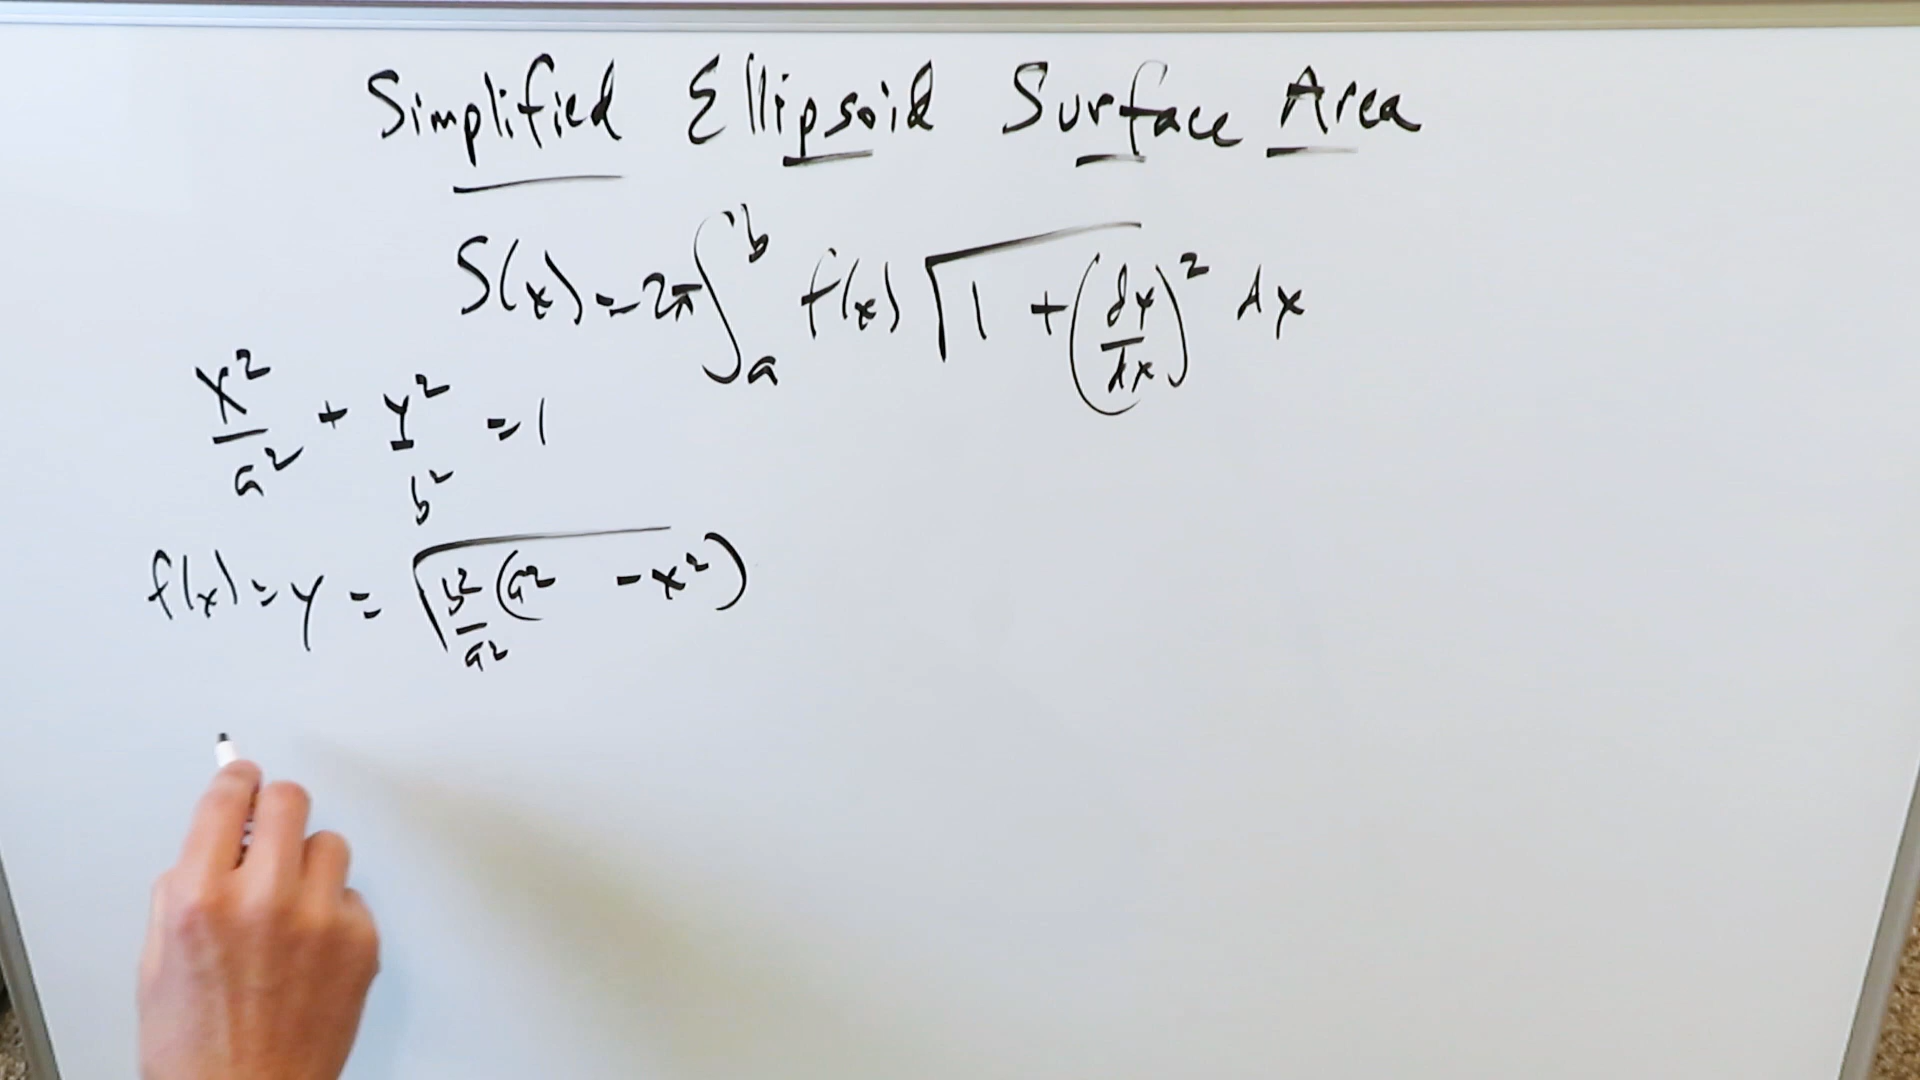 Simplified Ellipsoid Surface Area
S(x) = 2π ∫_a^b f(x) √(1 + (dy/dx)²) dx
x²/a² + y²/b² = 1
f(x) = y = √(b²/a² (a² - x²))